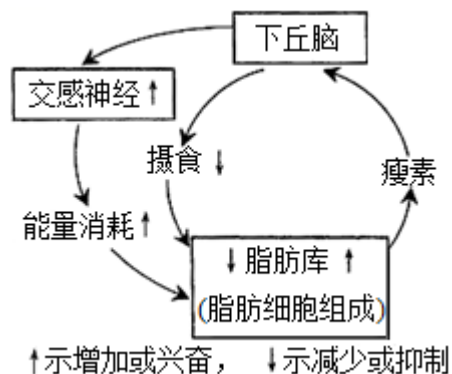 下丘脑
交感神经↑
摄食↓
瘦素
能量消耗↑
↓脂肪库↑
(脂肪细胞组成)
↑示增加或兴奋，↓示减少或抑制